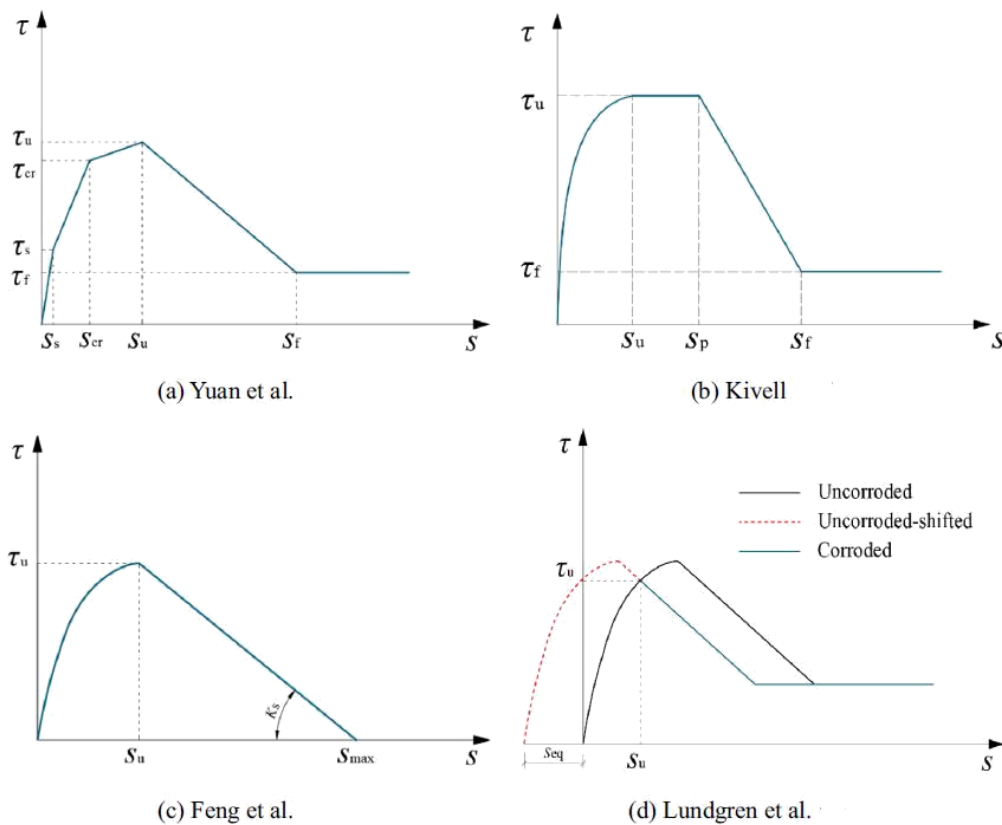 τ
τu
τcr
τs
τf
Ss Scr Su Sf S
(a) Yuan et al.
τ
τu
τf
Su Sp Sf S
(b) Kivell
τ
τu
Ks
Su Smax S
(c) Feng et al.
τ
Uncorroded
Uncorroded-shifted
Corroded
τu
Seq Su S
(d) Lundgren et al.